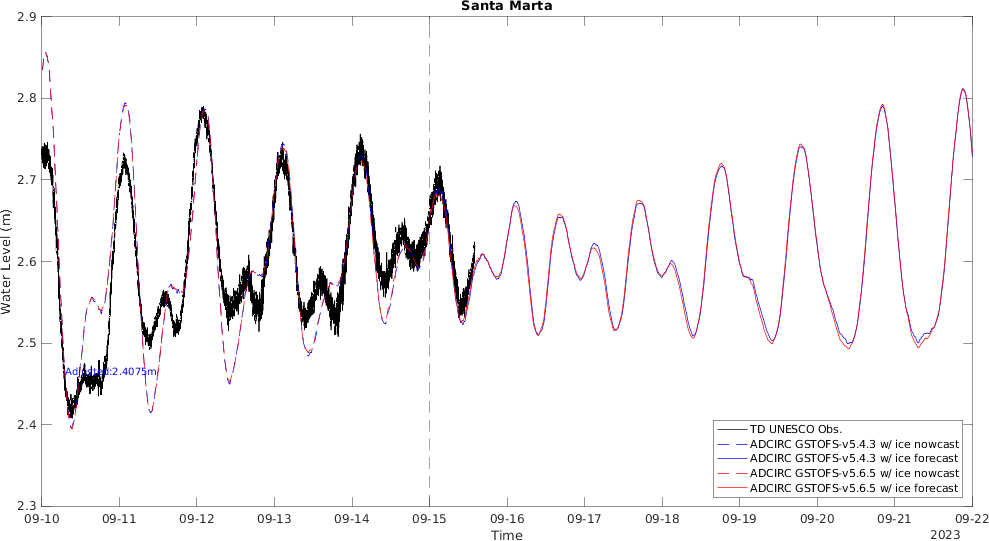 Santa Marta
2.9
2.8
2.7
2.6
2.5
2.4
2.3
Water Level (m)
Adjusted:2.4075m
TD UNESCO Obs.
ADCIRC GSTOFS-v5.4.3 w/ ice nowcast
ADCIRC GSTOFS-v5.4.3 w/ ice forecast
ADCIRC GSTOFS-v5.6.5 w/ ice nowcast
ADCIRC GSTOFS-v5.6.5 w/ ice forecast
09-10 09-11 09-12 09-13 09-14 09-15 09-16 09-17 09-18 09-19 09-20 09-21 09-22
Time
2023